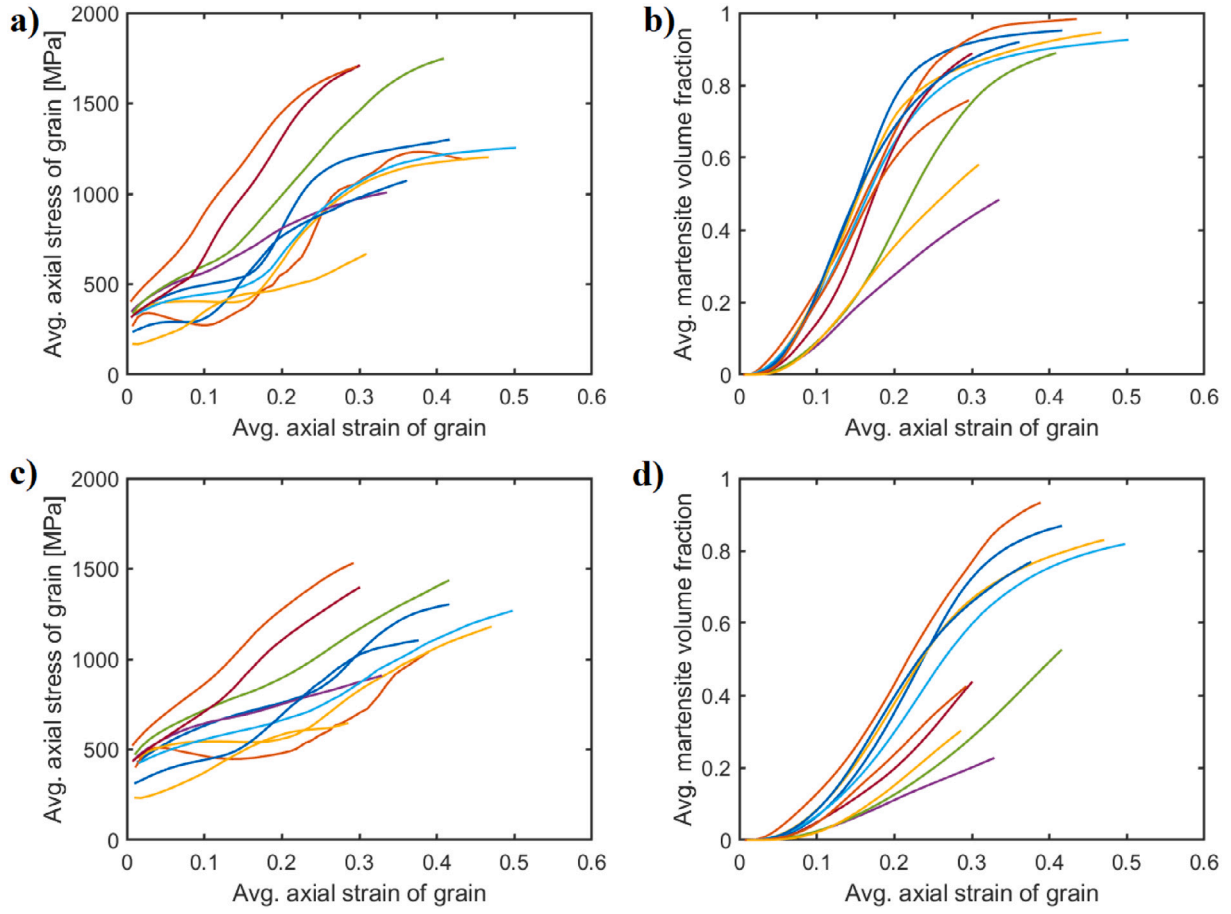 a)
2000
1500
1000
500
0
Avg. axial stress of grain [MPa]
0 0.1 0.2 0.3 0.4 0.5 0.6
Avg. axial strain of grain
b)
1
0.8
0.6
0.4
0.2
0
Avg. martensite volume fraction
0 0.1 0.2 0.3 0.4 0.5 0.6
Avg. axial strain of grain
c)
2000
1500
1000
500
0
Avg. axial stress of grain [MPa]
0 0.1 0.2 0.3 0.4 0.5 0.6
Avg. axial strain of grain
d)
1
0.8
0.6
0.4
0.2
0
Avg. martensite volume fraction
0 0.1 0.2 0.3 0.4 0.5 0.6
Avg. axial strain of grain